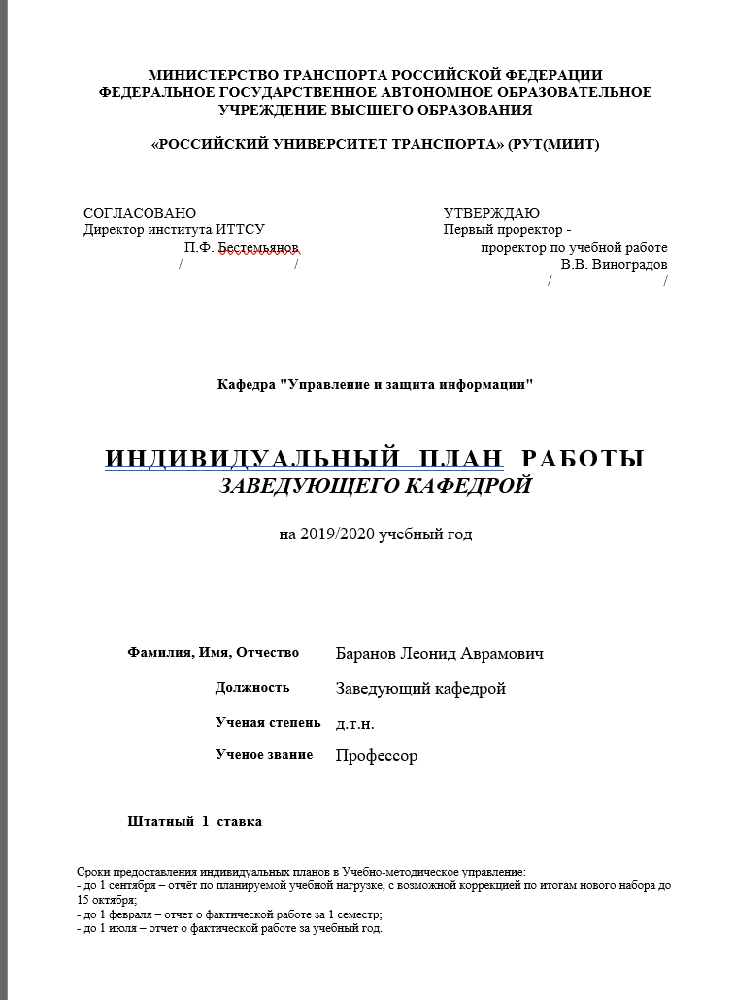 МИНИСТЕРСТВО ТРАНСПОРТА РОССИЙСКОЙ ФЕДЕРАЦИИ
ФЕДЕРАЛЬНОЕ ГОСУДАРСТВЕННОЕ АВТОНОМНОЕ ОБРАЗОВАТЕЛЬНОЕ
УЧРЕЖДЕНИЕ ВЫСШЕГО ОБРАЗОВАНИЯ
«РОССИЙСКИЙ УНИВЕРСИТЕТ ТРАНСПОРТА» (РУТ(МИИТ)
СОГЛАСОВАНО
Директор института ИТТСУ
П.Ф. Бестемьянов
/ /
УТВЕРЖДАЮ
Первый проректор -
проректор по учебной работе
В.В. Виноградов
/ /
Кафедра "Управление и защита информации"
ИНДИВИДУАЛЬНЫЙ ПЛАН РАБОТЫ
ЗАВЕДУЮЩЕГО КАФЕДРОЙ
на 2019/2020 учебный год
Фамилия, Имя, Отчество Баранов Леонид Аврамович
Должность Заведующий кафедрой
Ученая степень д.т.н.
Ученое звание Профессор
Штатный 1 ставка
Сроки предоставления индивидуальных планов в Учебно-методическое управление:
- до 1 сентября – отчёт по планируемой учебной нагрузке, с возможной коррекцией по итогам нового набора до
15 октября;
- до 1 февраля – отчет о фактической работе за 1 семестр;
- до 1 июля – отчет о фактической работе за учебный год.